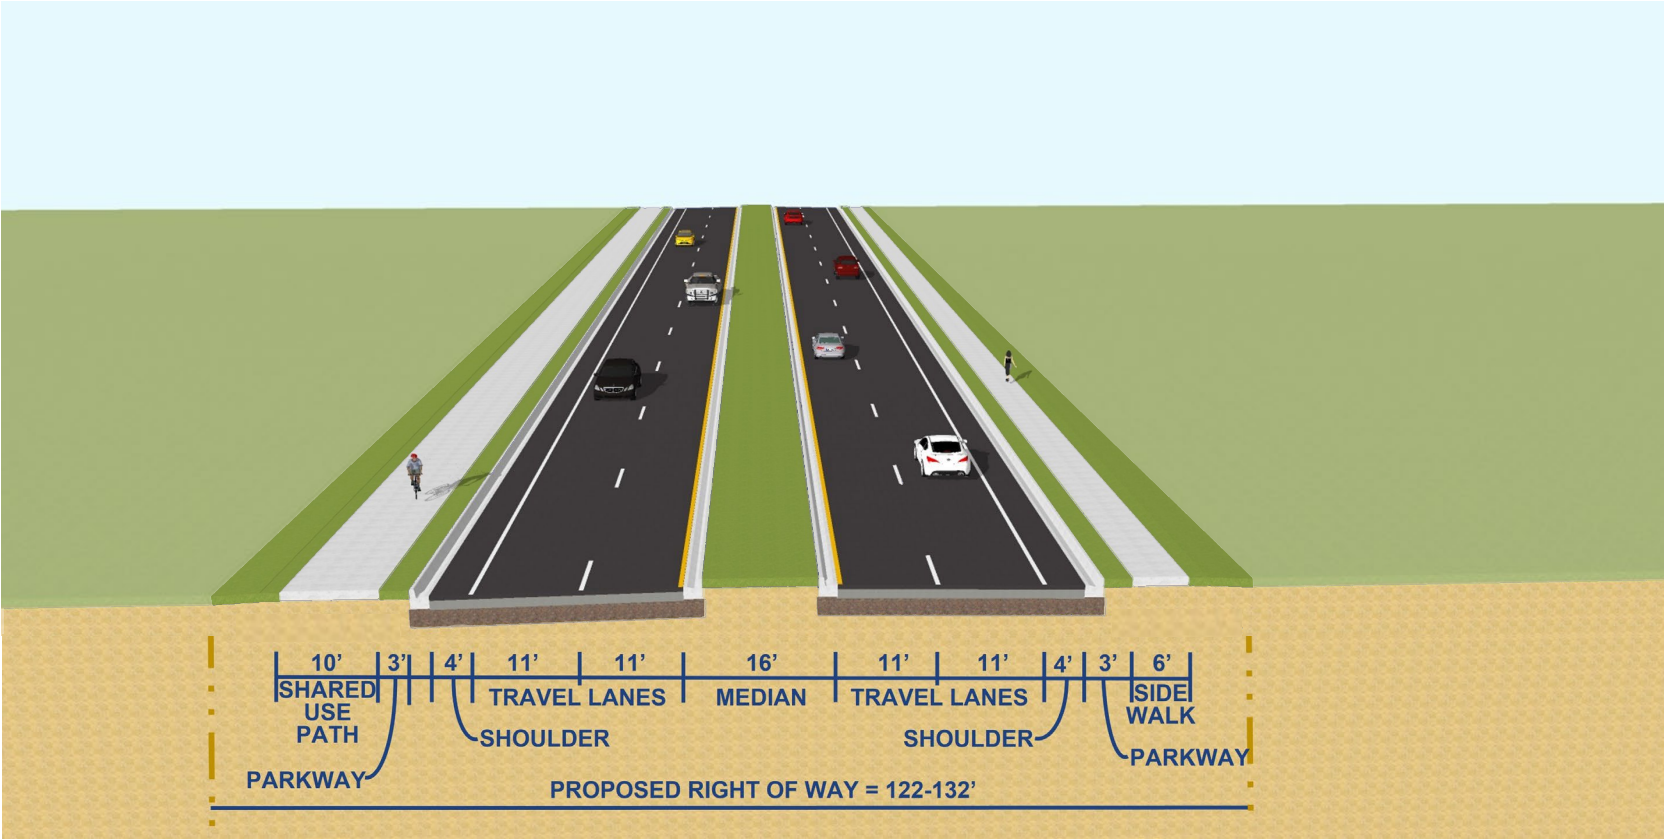 10’ 3’ 4’ 11’ 11’ 16’ 11’ 11’ 4’ 3’ 6’
SHARED
USE
PATH
TRAVEL LANES
MEDIAN
TRAVEL LANES
SIDE
WALK
SHOULDER
SHOULDER
PARKWAY
PARKWAY
PROPOSED RIGHT OF WAY = 122-132’